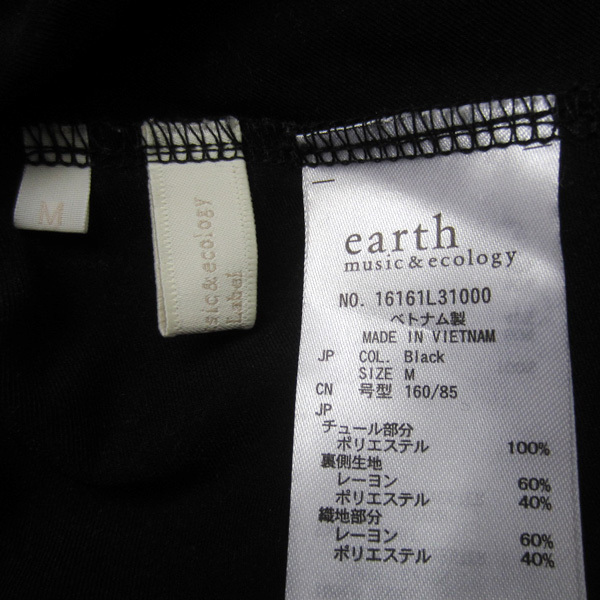 M
sic&ecology
Label
earth
music & ecology
NO. 16161L31000
ベトナム製
MADE IN VIETNAM
JP COL. Black
SIZE M
CN 号型 160/85
JP
チュール部分
ポリエステル 100%
裏側生地
レーヨン 60%
ポリエステル 40%
織地部分
レーヨン 60%
ポリエステル 40%